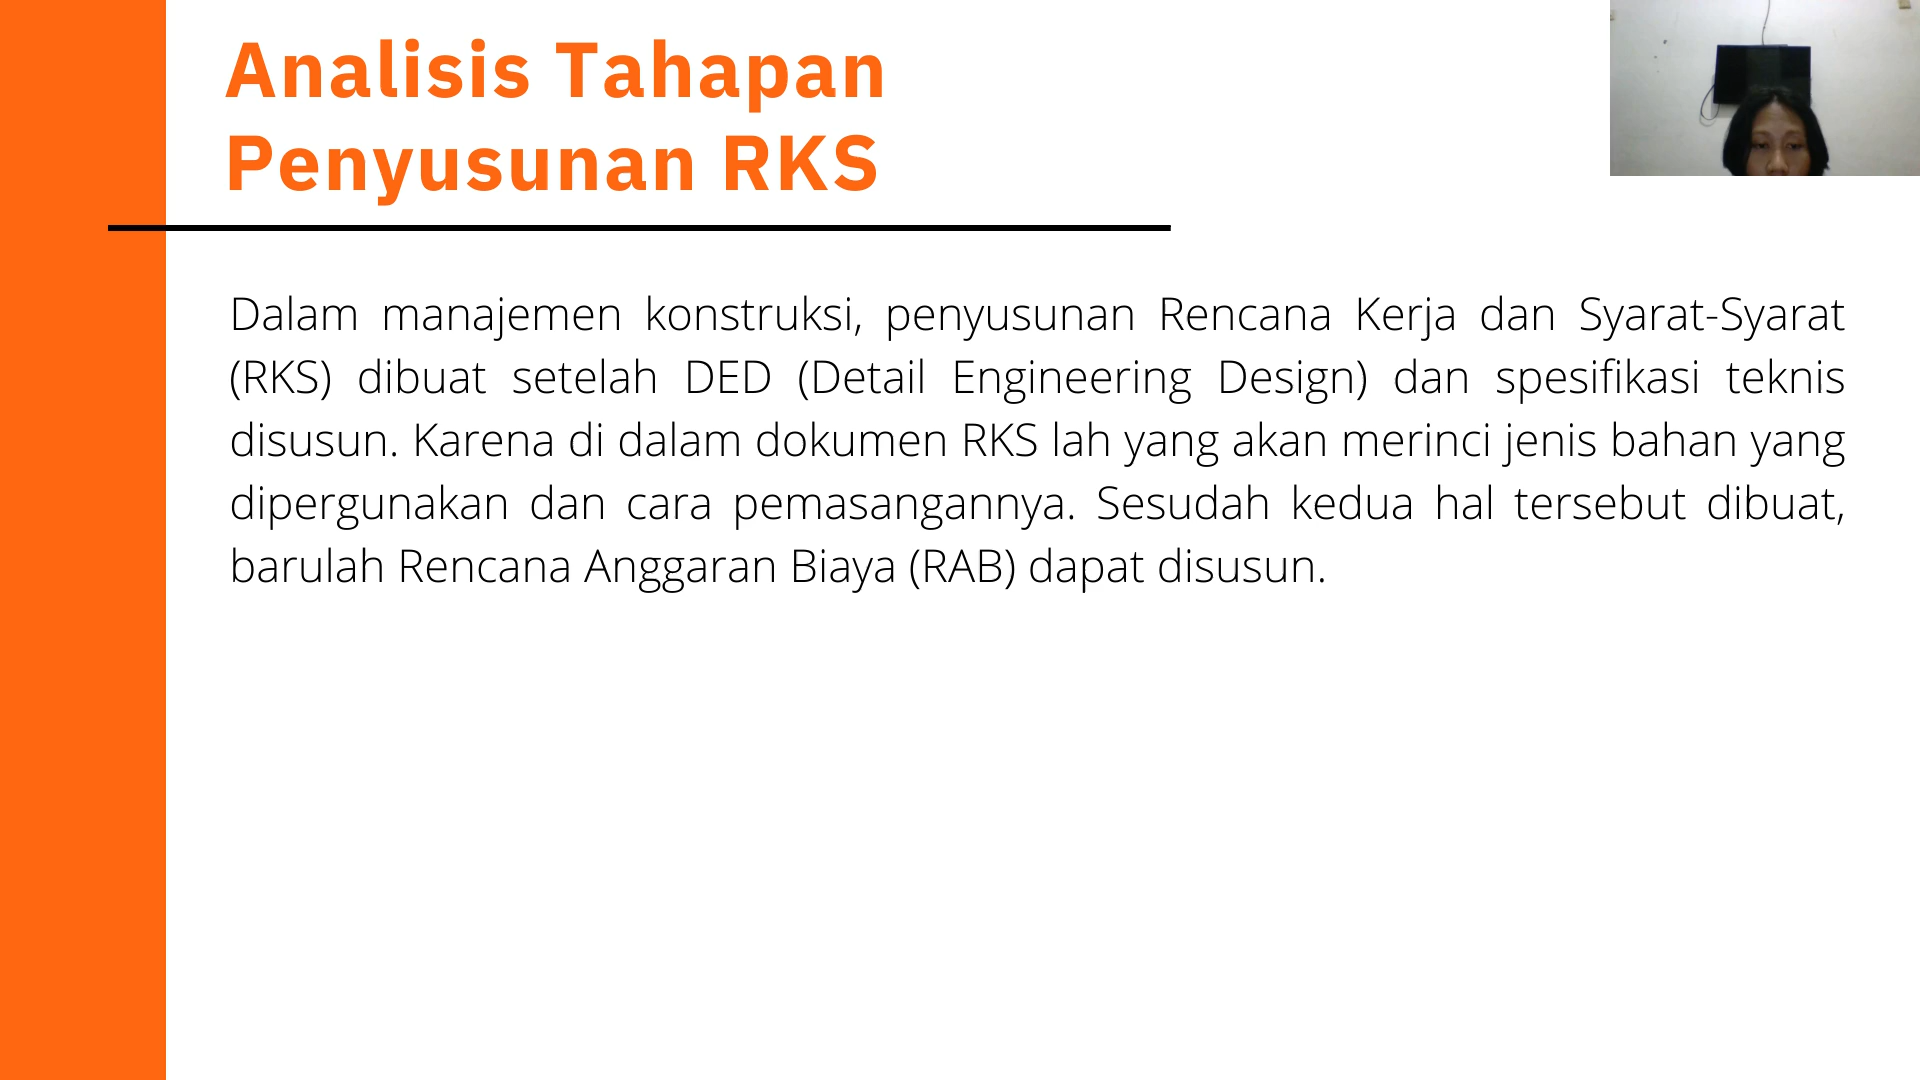 Analisis Tahapan
Penyusunan RKS
Dalam manajemen konstruksi, penyusunan Rencana Kerja dan Syarat-Syarat
(RKS) dibuat setelah DED (Detail Engineering Design) dan spesifikasi teknis
disusun. Karena di dalam dokumen RKS lah yang akan merinci jenis bahan yang
dipergunakan dan cara pemasangannya. Sesudah kedua hal tersebut dibuat,
barulah Rencana Anggaran Biaya (RAB) dapat disusun.